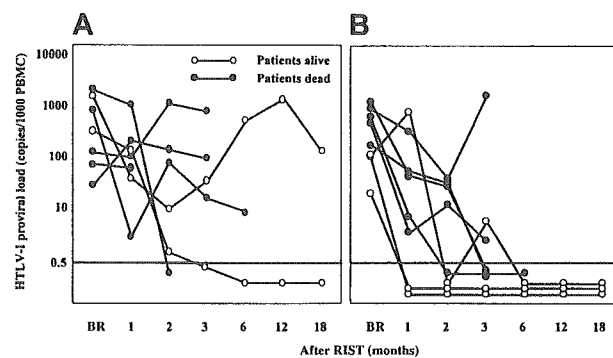 A
B
10000
1000
100
10
0.5
HTLV-I proviral load (copies/1000 PBMC)
Patients alive
Patients dead
BR 1 2 3 6 12 18
BR 1 2 3 6 12 18
After RIST (months)